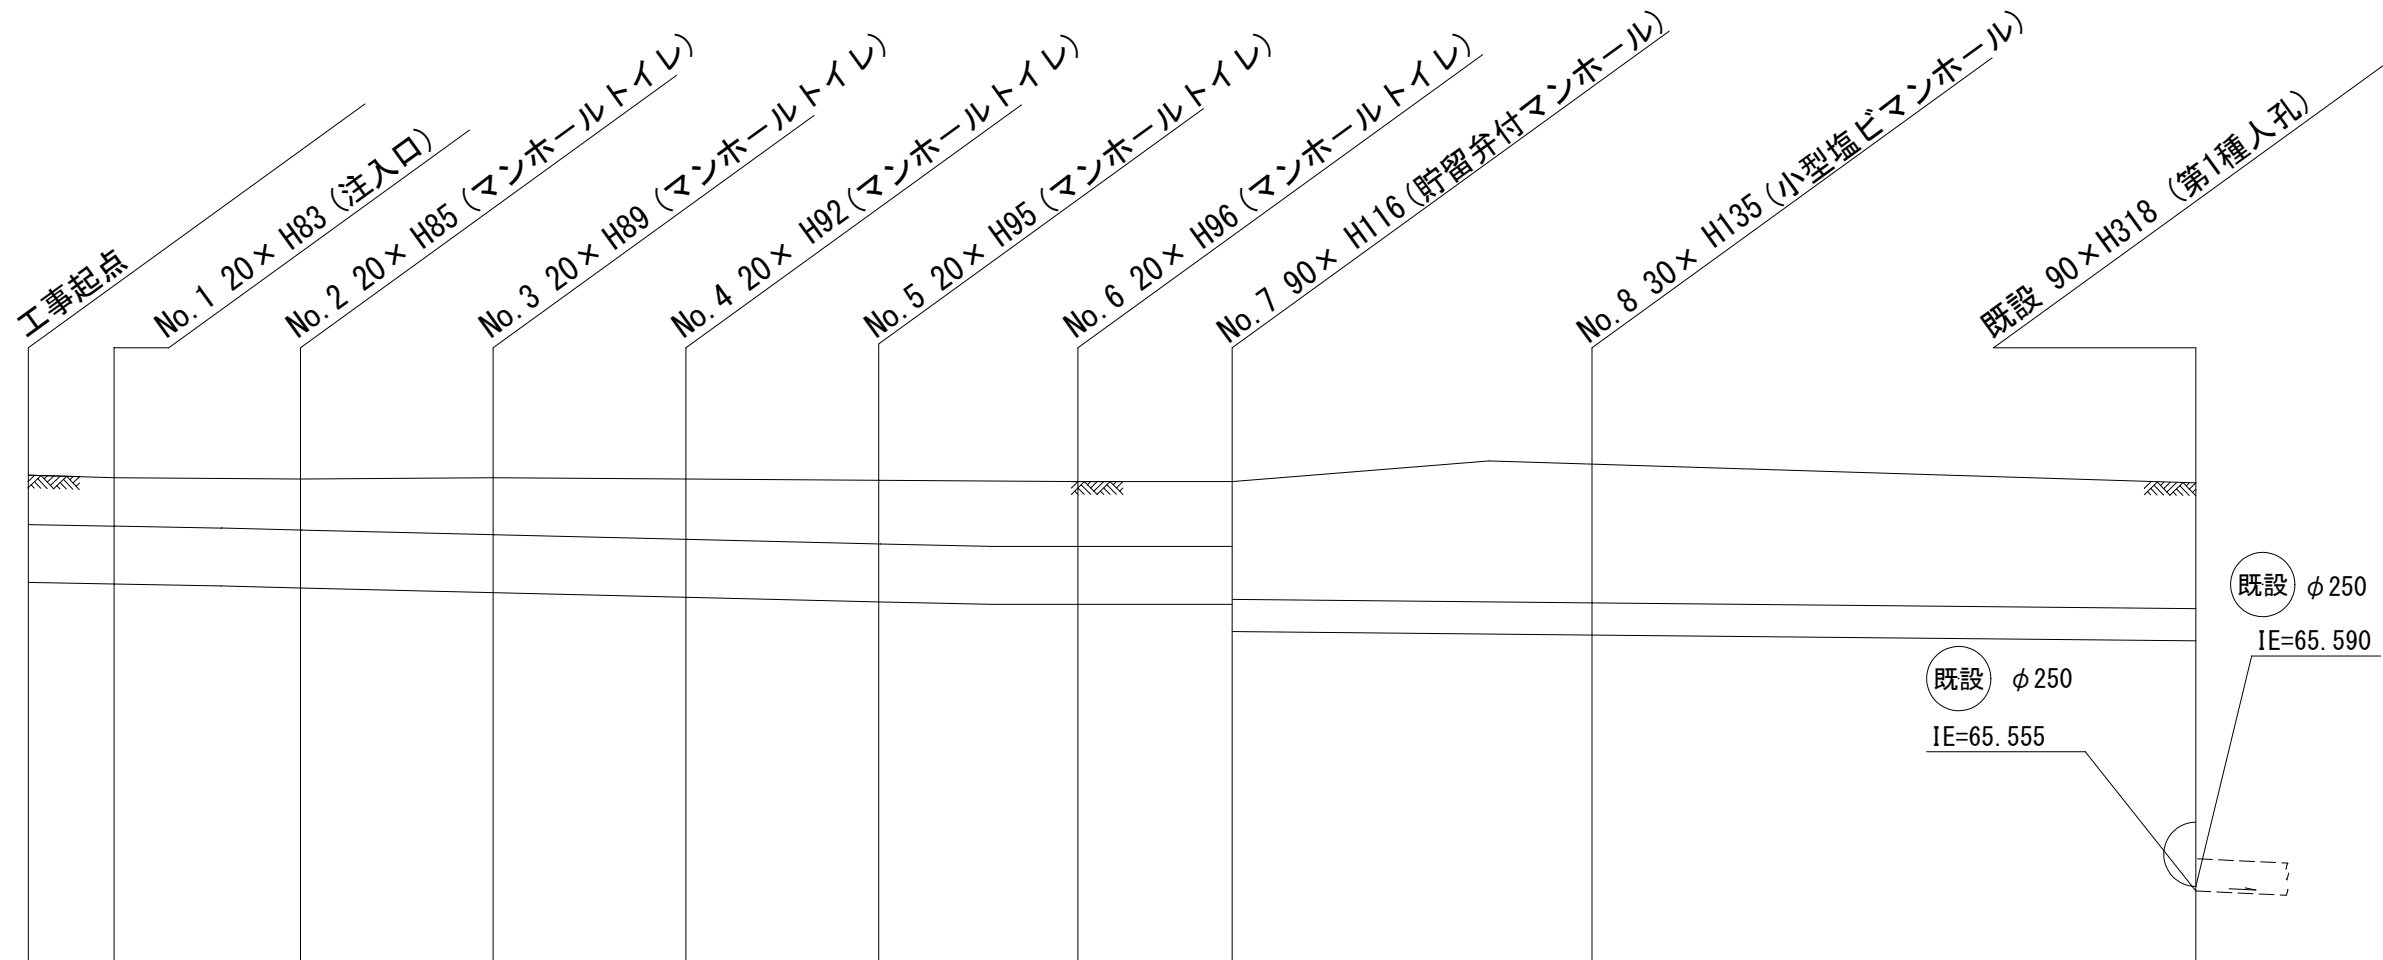 工事起点
No.1 20× H83(注入口)
No.2 20× H85(マンホールトイレ)
No.3 20× H89(マンホールトイレ)
No.4 20× H92(マンホールトイレ)
No.5 20× H95(マンホールトイレ)
No.6 20× H96(マンホールトイレ)
No.7 90× H116(貯留弁付マンホール)
No.8 30× H135(小型塩ビマンホール)
既設 90×H318 (第1種人孔)
既設 φ250
IE=65.590
既設 φ250
IE=65.555